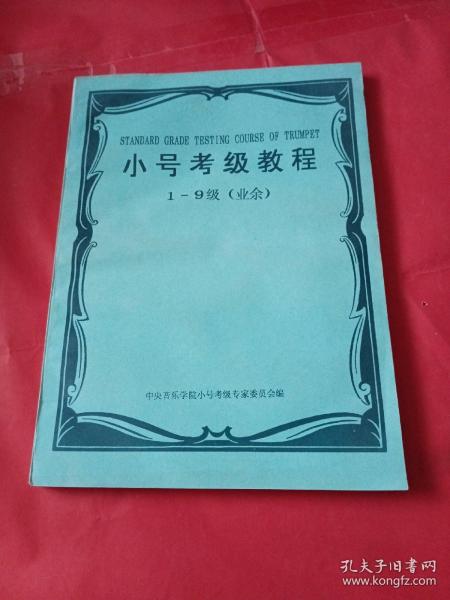 STANDARD GRADE TESTING COURSE OF TRUMPET
小号考级教程
1-9级(业余)
中央音乐学院小号考级专家委员会编
孔夫子旧书网
www.kongfz.com